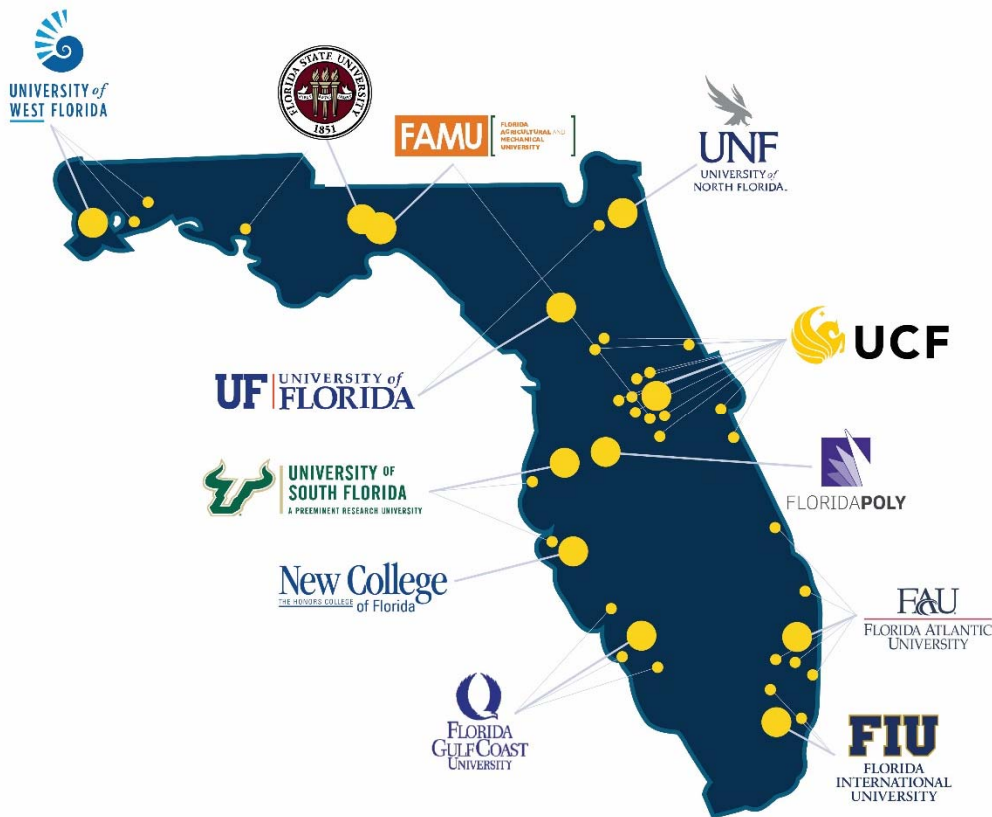 UNIVERSITY of
WEST FLORIDA
FLORIDA STATE UNIVERSITY
1851
FAMU
FLORIDA
AGRICULTURAL AND
MECHANICAL
UNIVERSITY
UNF
UNIVERSITY of
NORTH FLORIDA.
UCF
UF
UNIVERSITY of
FLORIDA
UNIVERSITY OF
SOUTH FLORIDA
A PREEMINENT RESEARCH UNIVERSITY
FLORIDAPOLY
New College
THE HONORS COLLEGE
of Florida
FAU
FLORIDA ATLANTIC
UNIVERSITY
FLORIDA
GULF COAST
UNIVERSITY
FIU
FLORIDA
INTERNATIONAL
UNIVERSITY